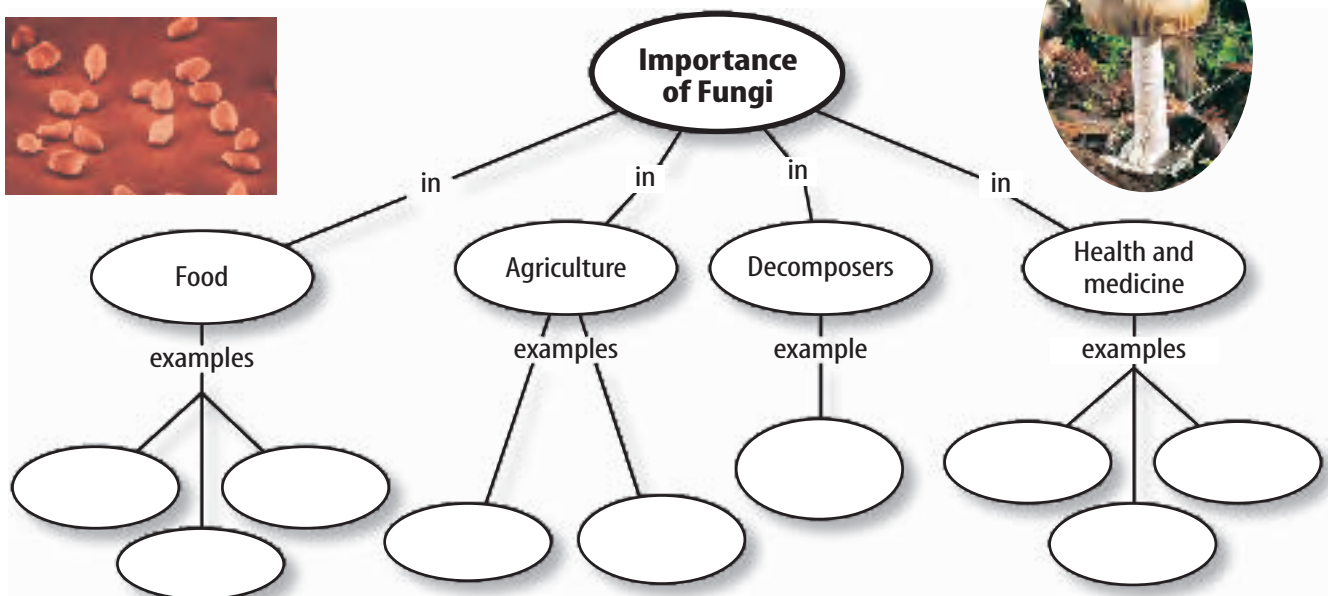 Importance
of Fungi
in
in
in
in
Food
Agriculture
Decomposers
Health and
medicine
examples
examples
example
examples